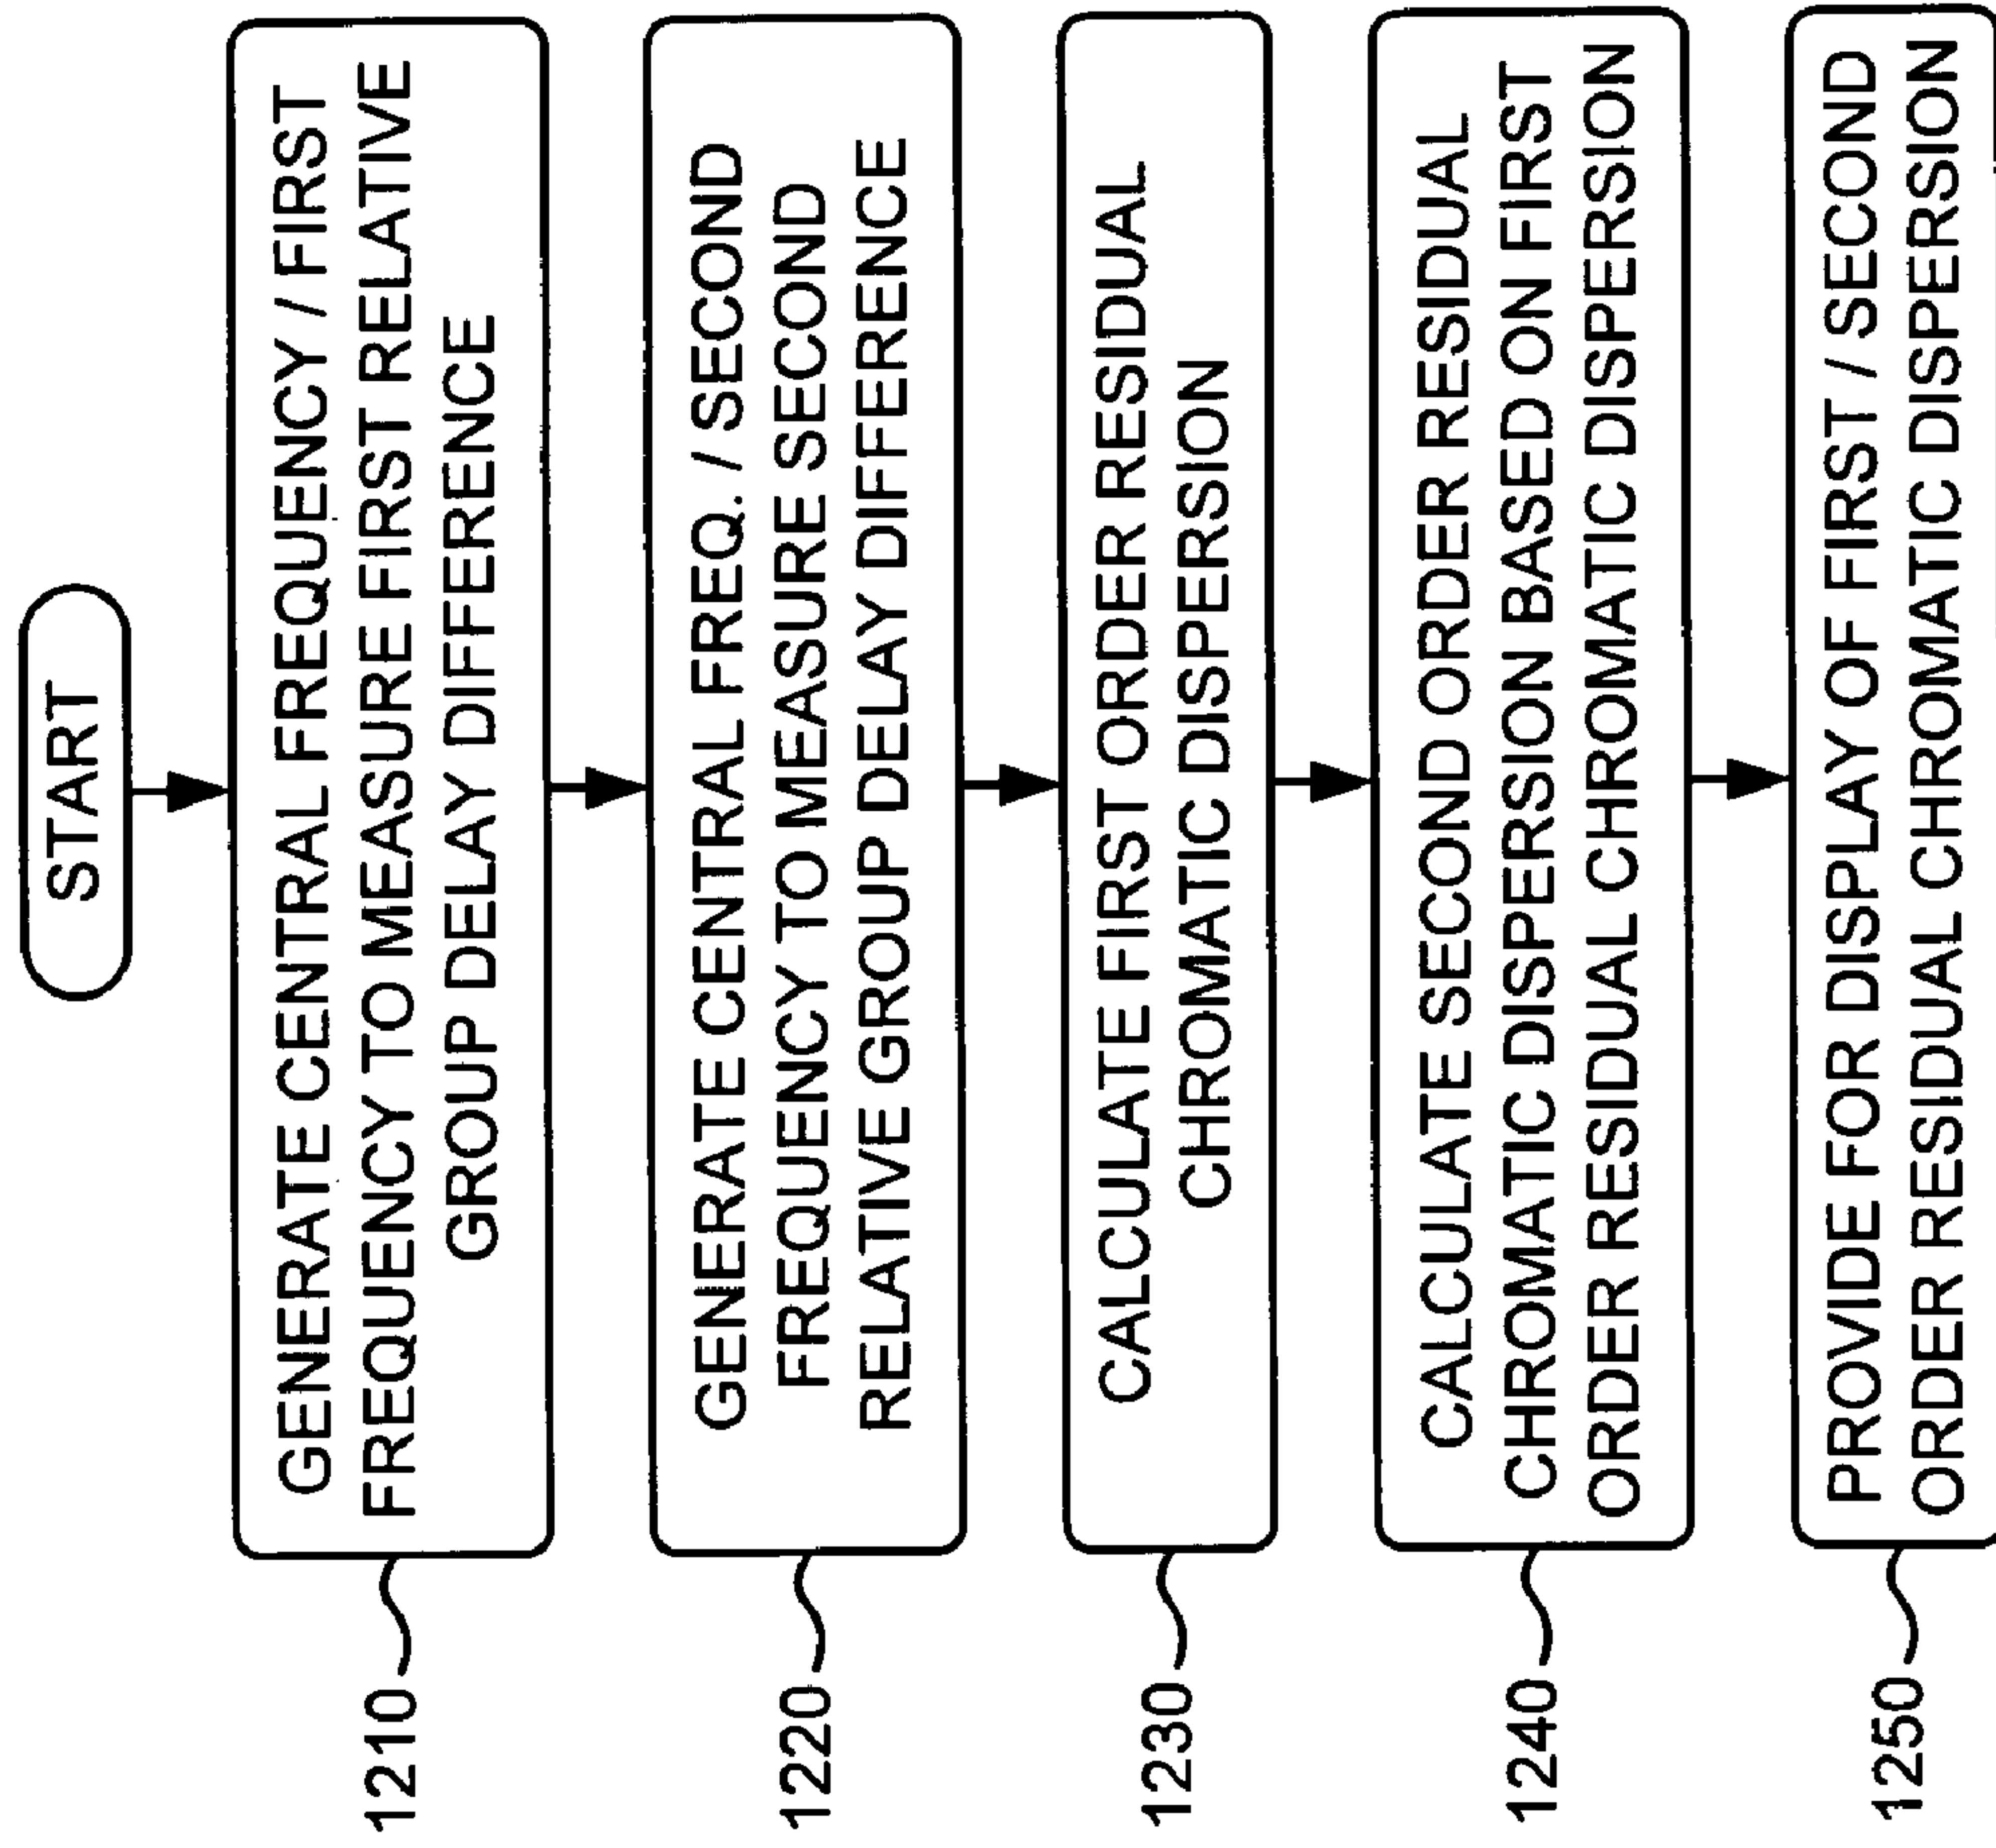 START
GENERATE CENTRAL FREQUENCY / FIRST
FREQUENCY TO MEASURE FIRST RELATIVE
GROUP DELAY DIFFERENCE
1210
GENERATE CENTRAL FREQ. / SECOND
FREQUENCY TO MEASURE SECOND
RELATIVE GROUP DELAY DIFFERENCE
1220
CALCULATE FIRST ORDER RESIDUAL
CHROMATIC DISPERSION
1230
CALCULATE SECOND ORDER RESIDUAL
CHROMATIC DISPERSION BASED ON FIRST
ORDER RESIDUAL CHROMATIC DISPERSION
1240
PROVIDE FOR DISPLAY OF FIRST / SECOND
ORDER RESIDUAL CHROMATIC DISPERSION
1250